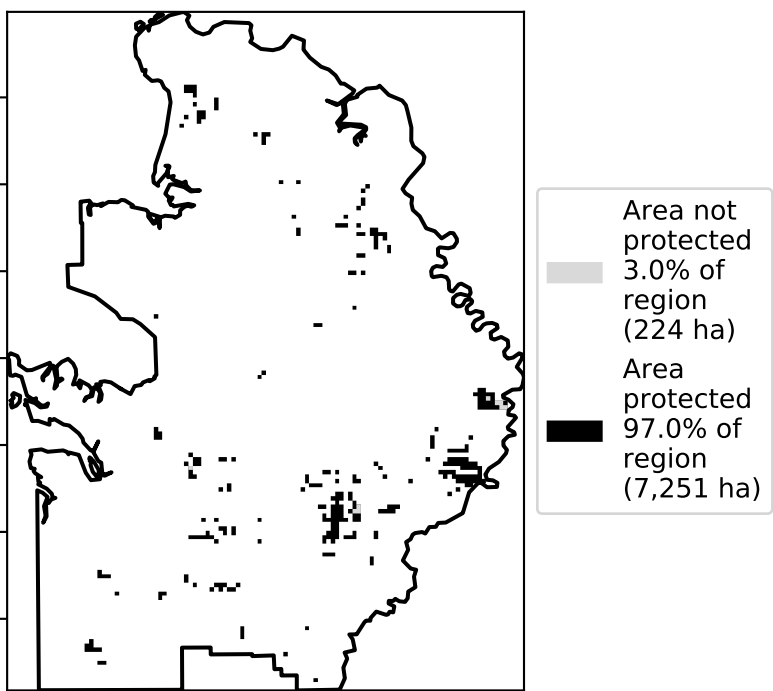 Area not
protected
3.0% of
region
(224 ha)
Area
protected
97.0% of
region
(7,251 ha)